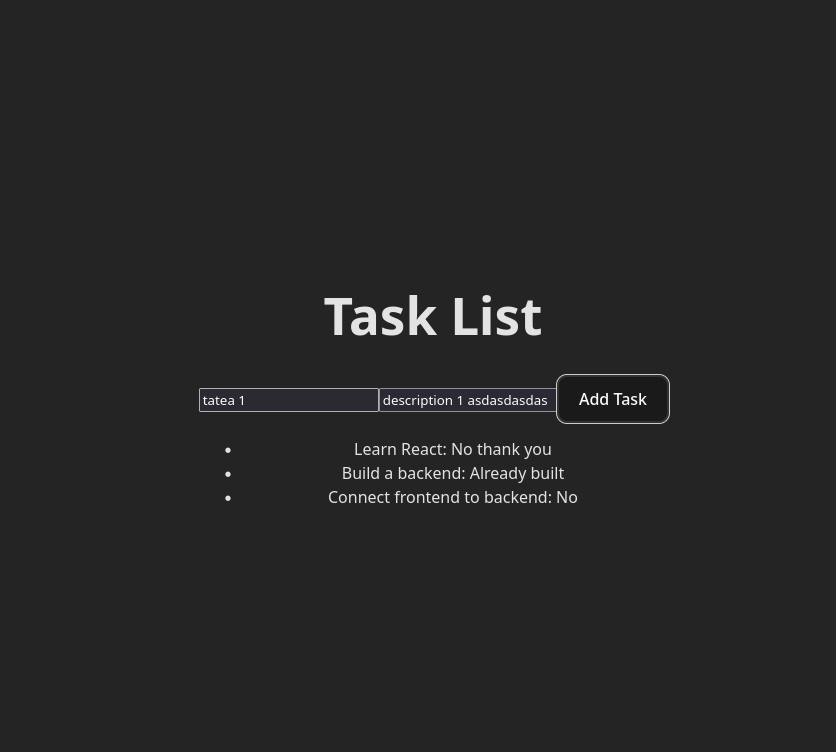 Task List
tatea 1 description 1 asdasdasdas Add Task
Learn React: No thank you
Build a backend: Already built
Connect frontend to backend: No